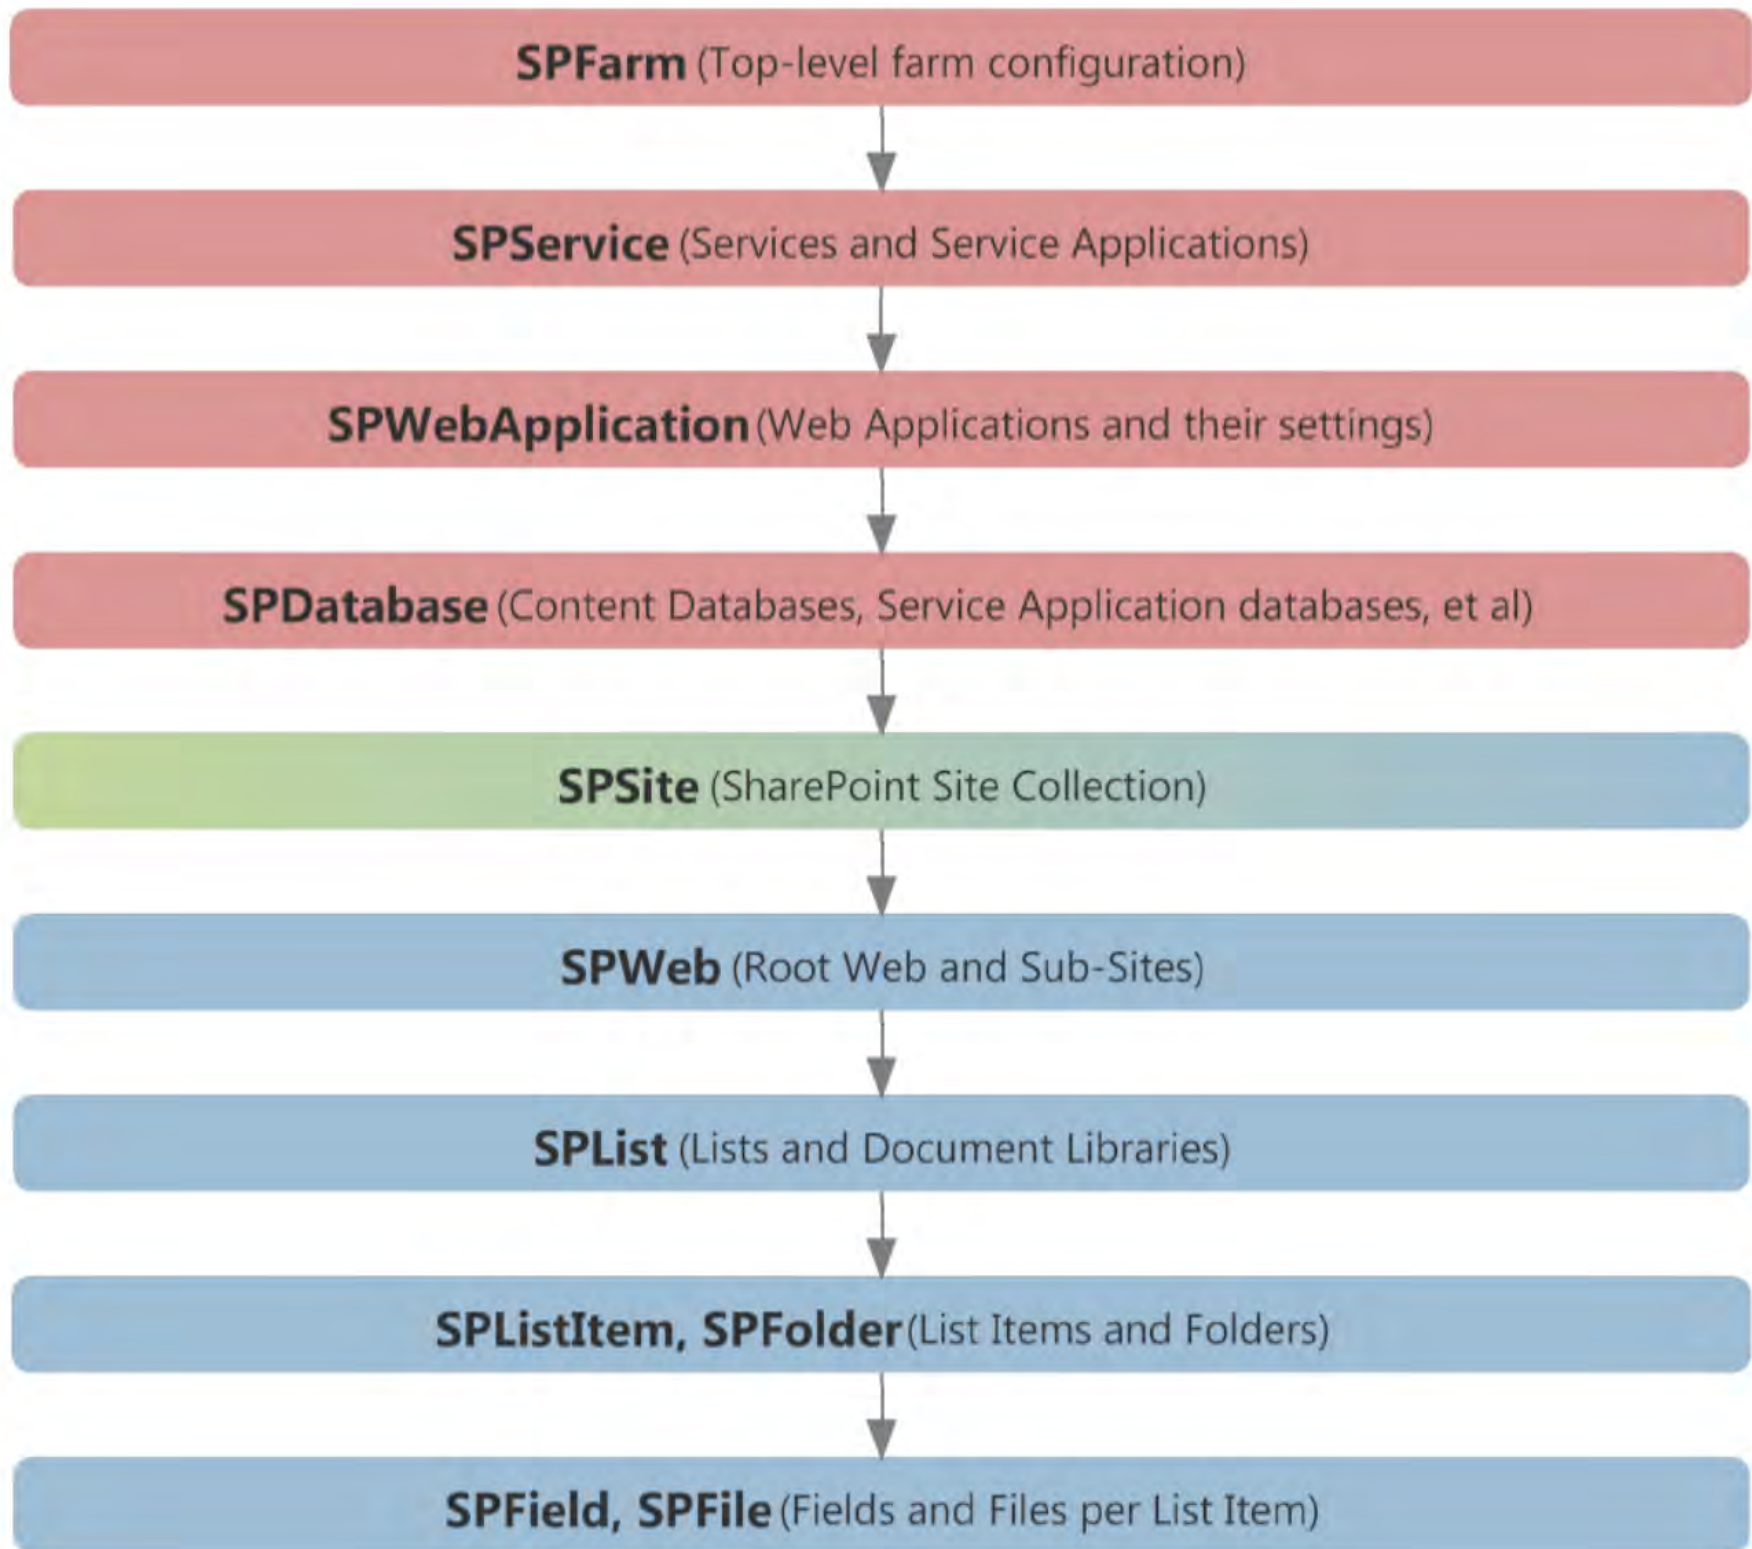 SPFarm (Top-level farm configuration)
SPService (Services and Service Applications)
SPWebApplication (Web Applications and their settings)
SPDatabase (Content Databases, Service Application databases, et al)
SPSite (SharePoint Site Collection)
SPWeb (Root Web and Sub-Sites)
SPList (Lists and Document Libraries)
SPListItem, SPFolder (List Items and Folders)
SPField, SPFile (Fields and Files per List Item)